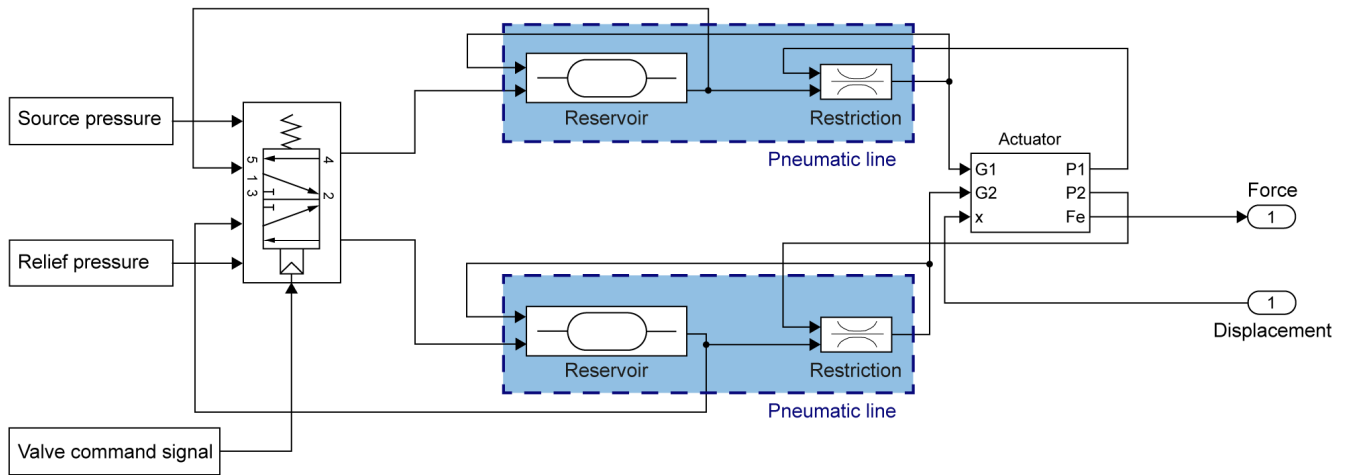 Source pressure
Relief pressure
Valve command signal
5 1 3
4
2
Reservoir
Restriction
Pneumatic line
Actuator
G1
P1
G2
P2
x
Fe
Force
1
1
Displacement
Reservoir
Restriction
Pneumatic line